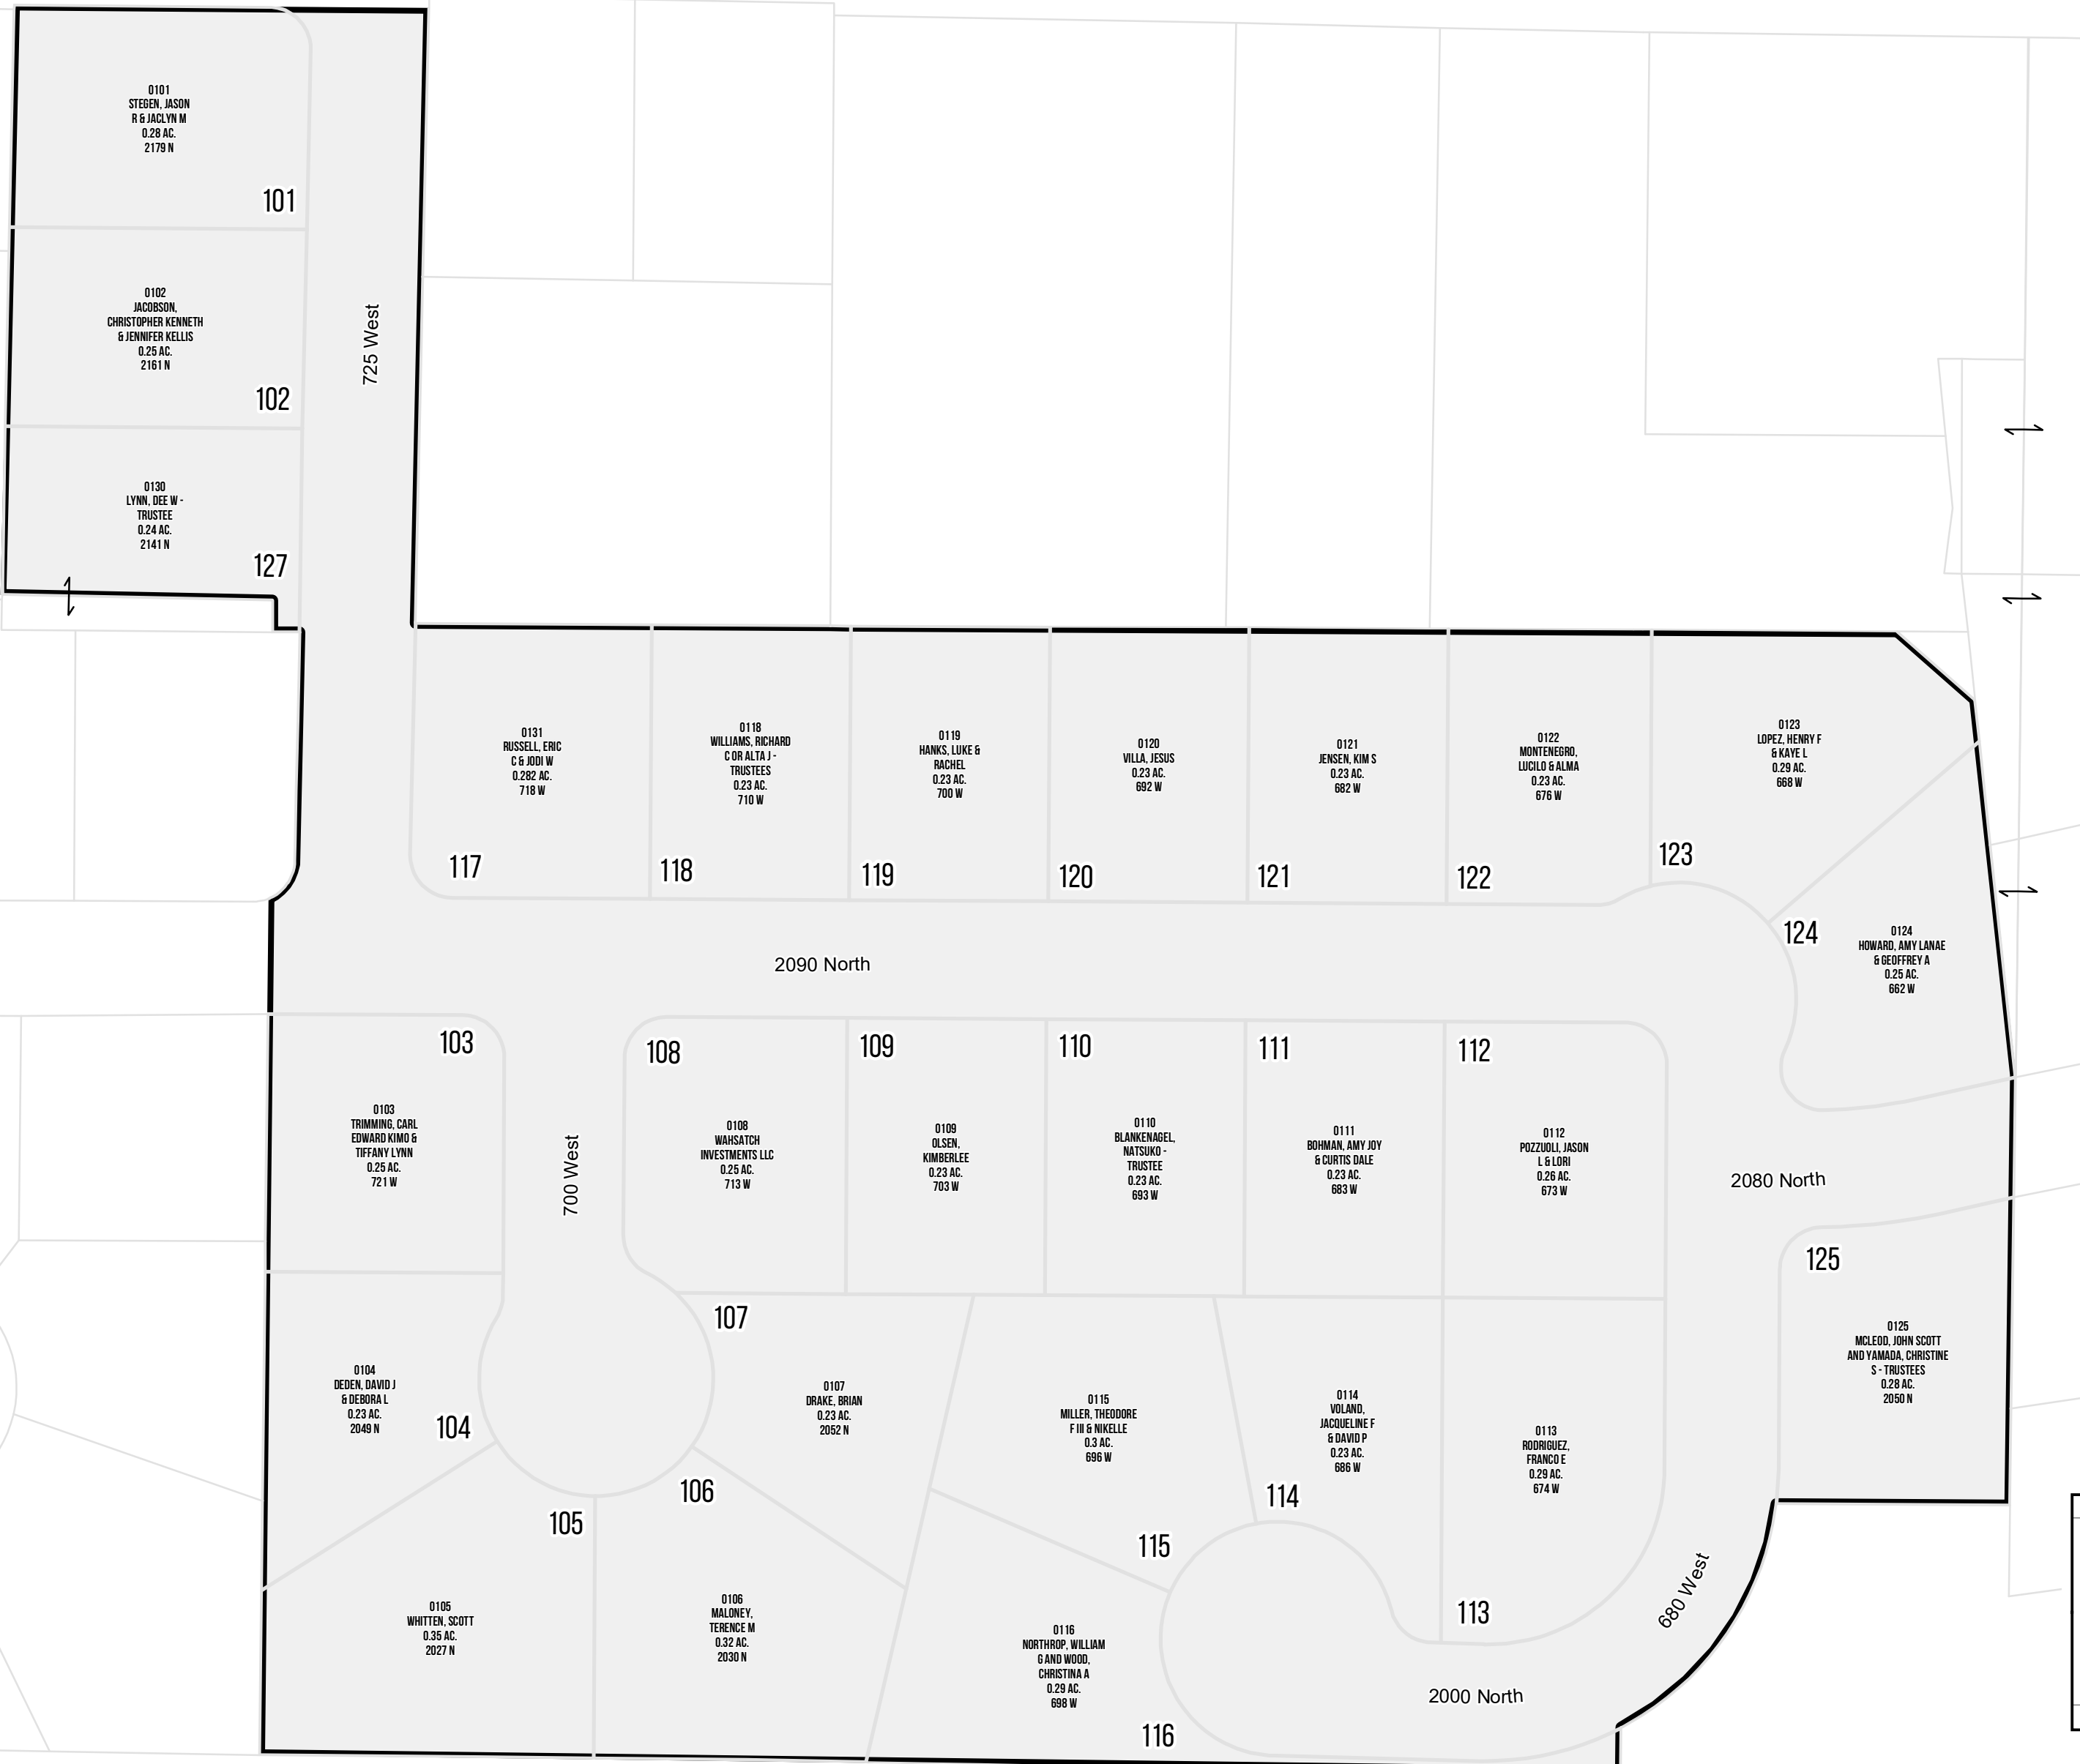 0101
STEGEN, JASON
R & JACLYN M
0.28 AC.
2179 N
101
0102
JACOBSON,
CHRISTOPHER KENNETH
& JENNIFER KELLIS
0.25 AC.
2161 N
102
725 West
0130
LYNN, DEE W -
TRUSTEE
0.24 AC.
2141 N
127
0131
RUSSELL, ERIC
C & JODI W
0.282 AC.
718 W
117
0118
WILLIAMS, RICHARD
C OR ALTA J -
TRUSTEES
0.23 AC.
710 W
118
0119
HANKS, LUKE &
RACHEL
0.23 AC.
700 W
119
0120
VILLA, JESUS
0.23 AC.
692 W
120
0121
JENSEN, KIM S
0.23 AC.
682 W
121
0122
MONTENEGRO,
LUCILO & ALMA
0.23 AC.
676 W
122
0123
LOPEZ, HENRY F
& KAYE L
0.29 AC.
668 W
123
124
0124
HOWARD, AMY LANAE
& GEOFFREY A
0.25 AC.
662 W
2090 North
103
0103
TRIMMING, CARL
EDWARD KIMO &
TIFFANY LYNN
0.25 AC.
721 W
700 West
108
0108
WAHSATCH
INVESTMENTS LLC
0.25 AC.
713 W
109
0109
OLSEN,
KIMBERLEE
0.23 AC.
703 W
110
0110
BLANKENAGEL,
NATSUKO -
TRUSTEE
0.23 AC.
693 W
111
0111
BOHMAN, AMY JOY
& CURTIS DALE
0.23 AC.
683 W
112
0112
POZZUOLI, JASON
L & LORI
0.26 AC.
673 W
2080 North
125
0125
MCLEOD, JOHN SCOTT
AND YAMADA, CHRISTINE
S - TRUSTEES
0.28 AC.
2050 N
0104
DEDEN, DAVID J
& DEBORA L
0.23 AC.
2049 N
104
107
0107
DRAKE, BRIAN
0.23 AC.
2052 N
0115
MILLER, THEODORE
F III & NIKELLE
0.3 AC.
696 W
115
0114
VOLAND,
JACQUELINE F
& DAVID P
0.23 AC.
686 W
114
0113
RODRIGUEZ,
FRANCO E
0.29 AC.
674 W
113
105
0105
WHITTEN, SCOTT
0.35 AC.
2027 N
106
0106
MALONEY,
TERENCE M
0.32 AC.
2030 N
0116
NORTHROP, WILLIAM
G AND WOOD,
CHRISTINA A
0.29 AC.
698 W
116
680 West
2000 North